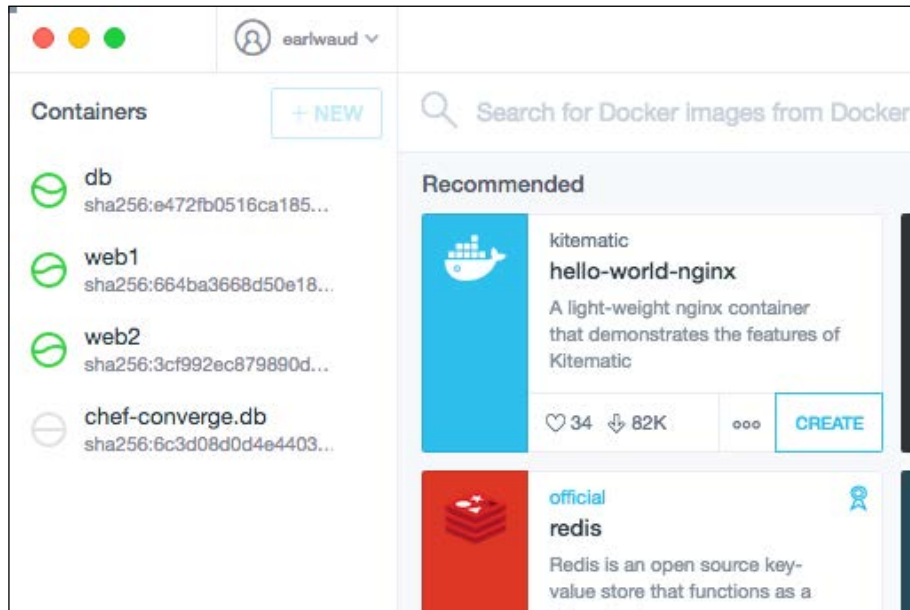 earlwaud
Containers
+ NEW
Search for Docker images from Docker
db
sha256:e472fb0516ca185...
web1
sha256:664ba3668d50e18...
web2
sha256:3cf992ec879890d...
chef-converge.db
sha256:6c3d08d0d4e4403...
Recommended
kitematic
hello-world-nginx
A light-weight nginx container
that demonstrates the features of
Kitematic
34 82K
CREATE
official
redis
Redis is an open source key-
value store that functions as a